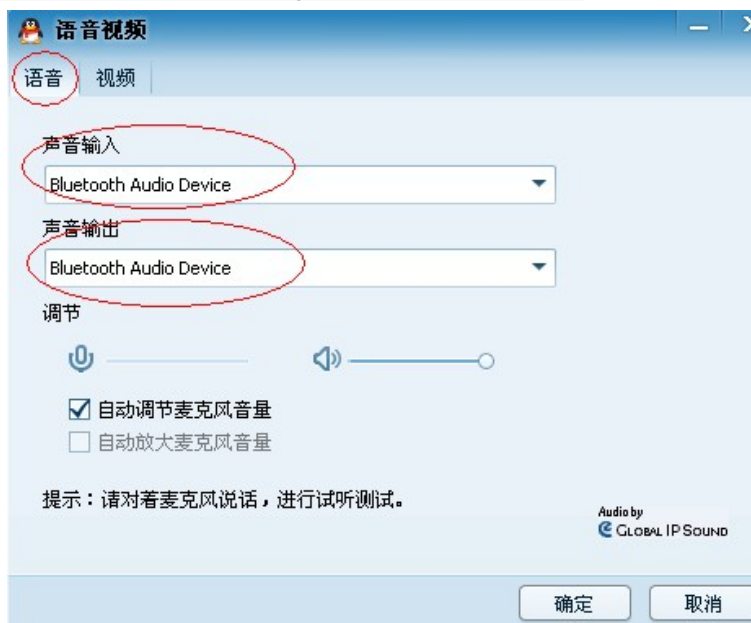 语音视频
语音 视频
声音输入
Bluetooth Audio Device
声音输出
Bluetooth Audio Device
调节
自动调节麦克风音量
自动放大麦克风音量
提示：请对着麦克风说话，进行试听测试。
Audio by
GLOBAL IP SOUND
确定 取消